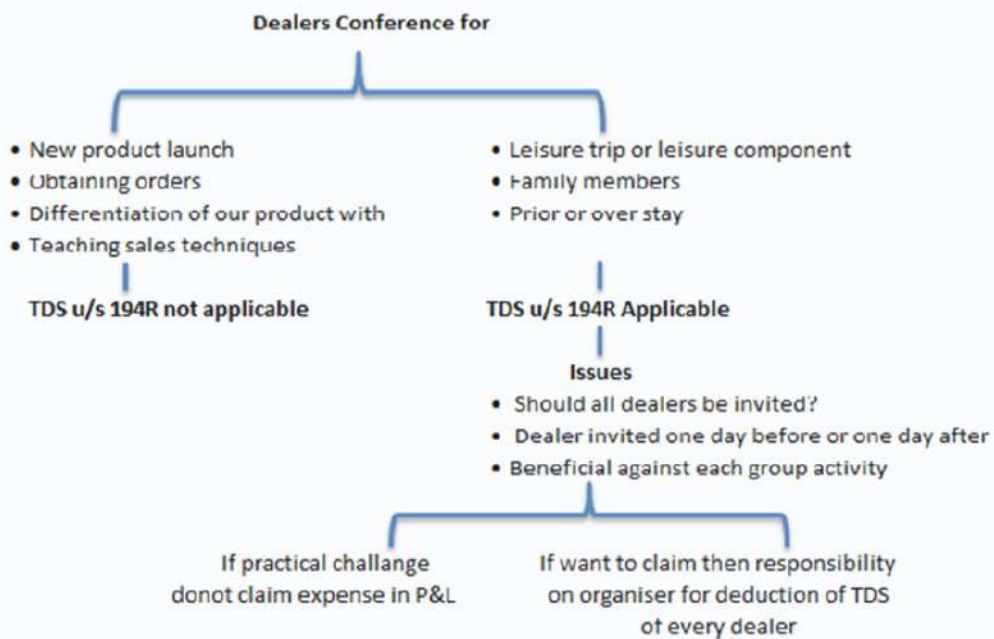 Dealers Conference for
• New product launch
• Obtaining orders
• Differentiation of our product with
• Teaching sales techniques
TDS u/s 194R not applicable
• Leisure trip or leisure component
• Family members
• Prior or over stay
TDS u/s 194R Applicable
Issues
• Should all dealers be invited?
• Dealer invited one day before or one day after
• Beneficial against each group activity
If practical challange
donot claim expense in P&L
If want to claim then responsibility
on organiser for deduction of TDS
of every dealer